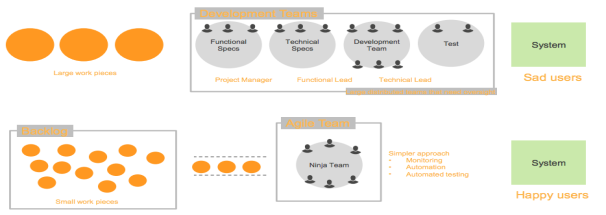 Development Teams
Functional
Specs
Technical
Specs
Development
Team
Test
System
Large work pieces
Project Manager
Functional Lead
Technical Lead
Sad users
Agile Team
Ninja Team
Simpler approach
• Monitoring
• Automation
• Automated testing
System
Small work pieces
Happy users